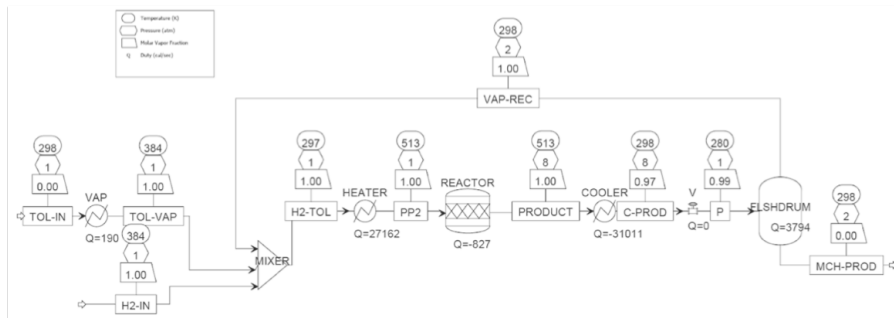 Temperature (K)
Pressure (atm)
Molar Vapor Fraction
Q Duty (cal/sec)
298
2
1.00
VAP-REC
298
1
0.00
TOL-IN
VAP
Q=190
384
1
1.00
TOL-VAP
384
1
1.00
H2-IN
MIXER
297
1
1.00
H2-TOL
HEATER
Q=27162
513
1
1.00
PP2
REACTOR
Q=-827
513
8
1.00
PRODUCT
COOLER
Q=-31011
298
8
0.97
C-PROD
V
Q=0
280
1
0.99
P
FLSHDRUM
Q=3794
298
2
0.00
MCH-PROD